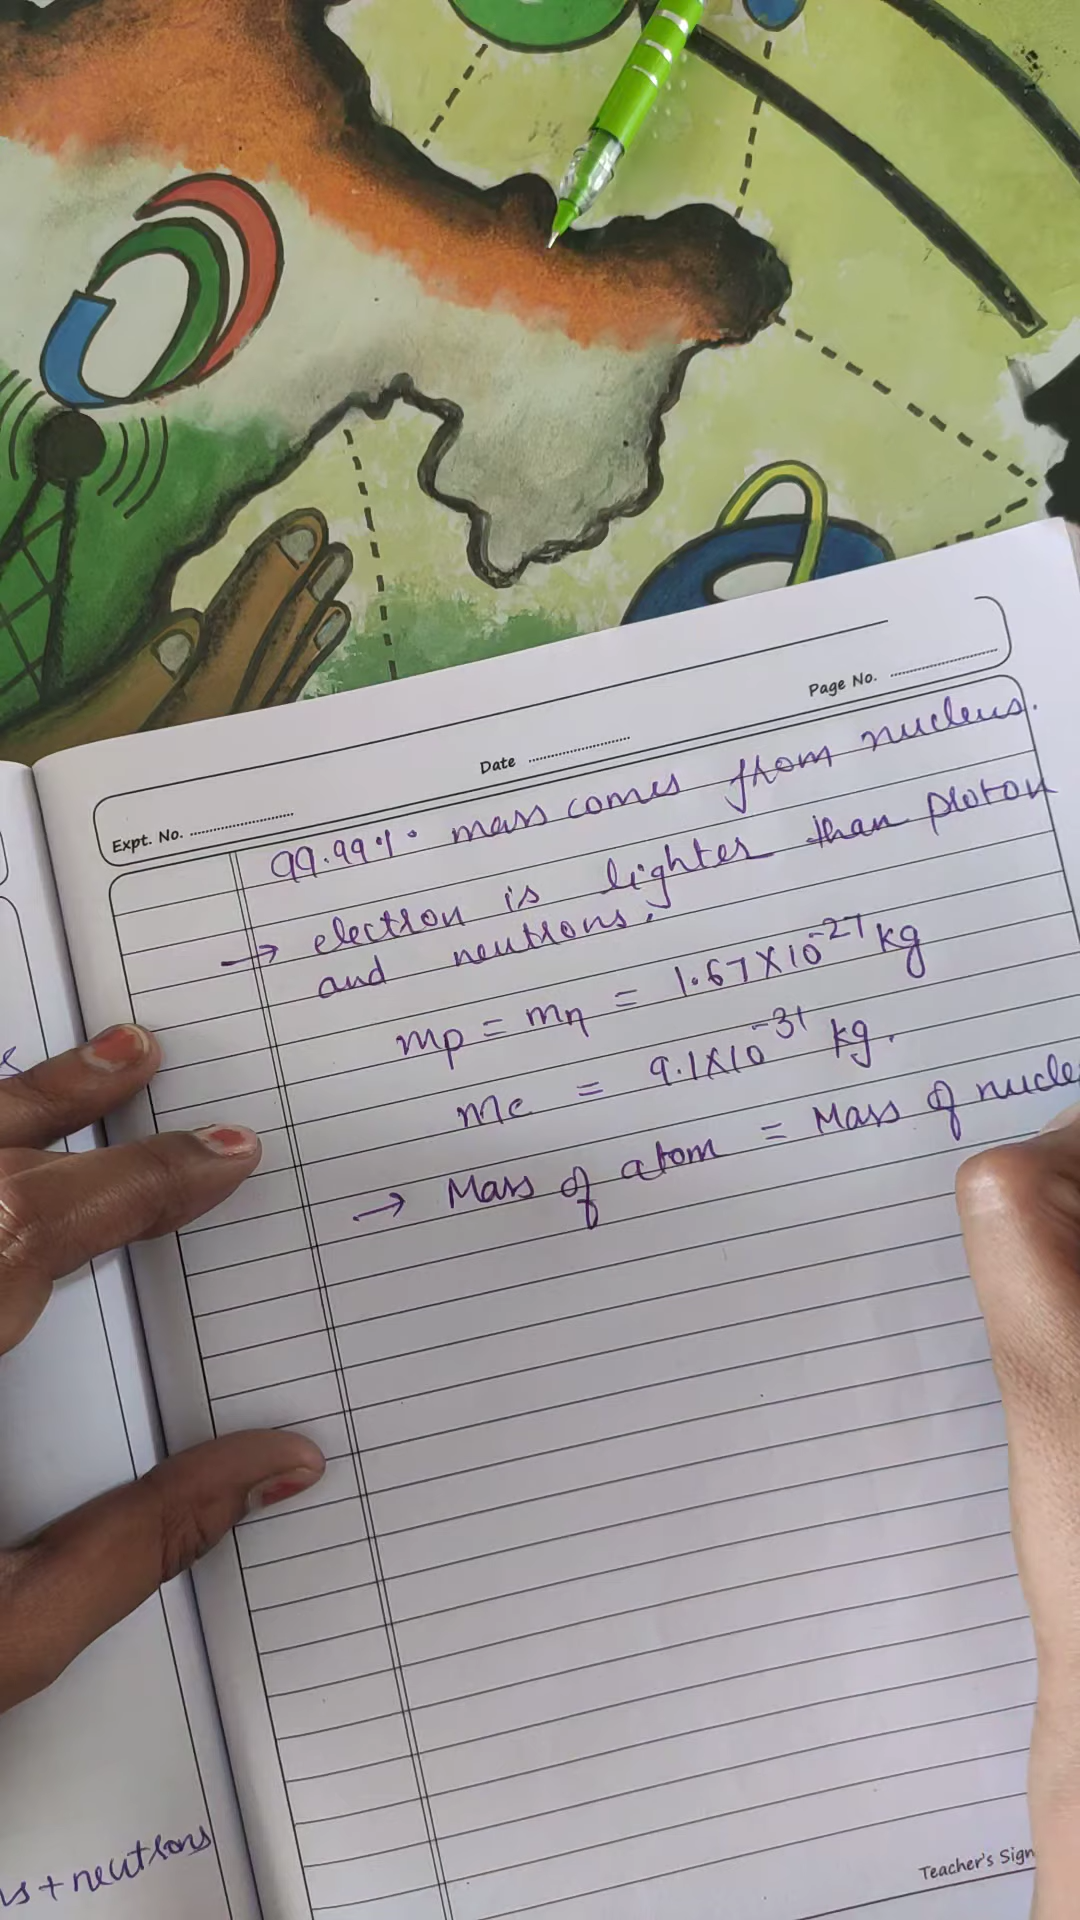 Page No.
Date
Expt. No.
99.99% mass comes from nucleus.
→ electron is lighter than proton
and neutrons.
mp = mn = 1.67×10⁻²⁷ kg
me = 9.1×10⁻³¹ kg.
→ Mass of atom = Mass of nucle
s + neutrons
Teacher's Sign